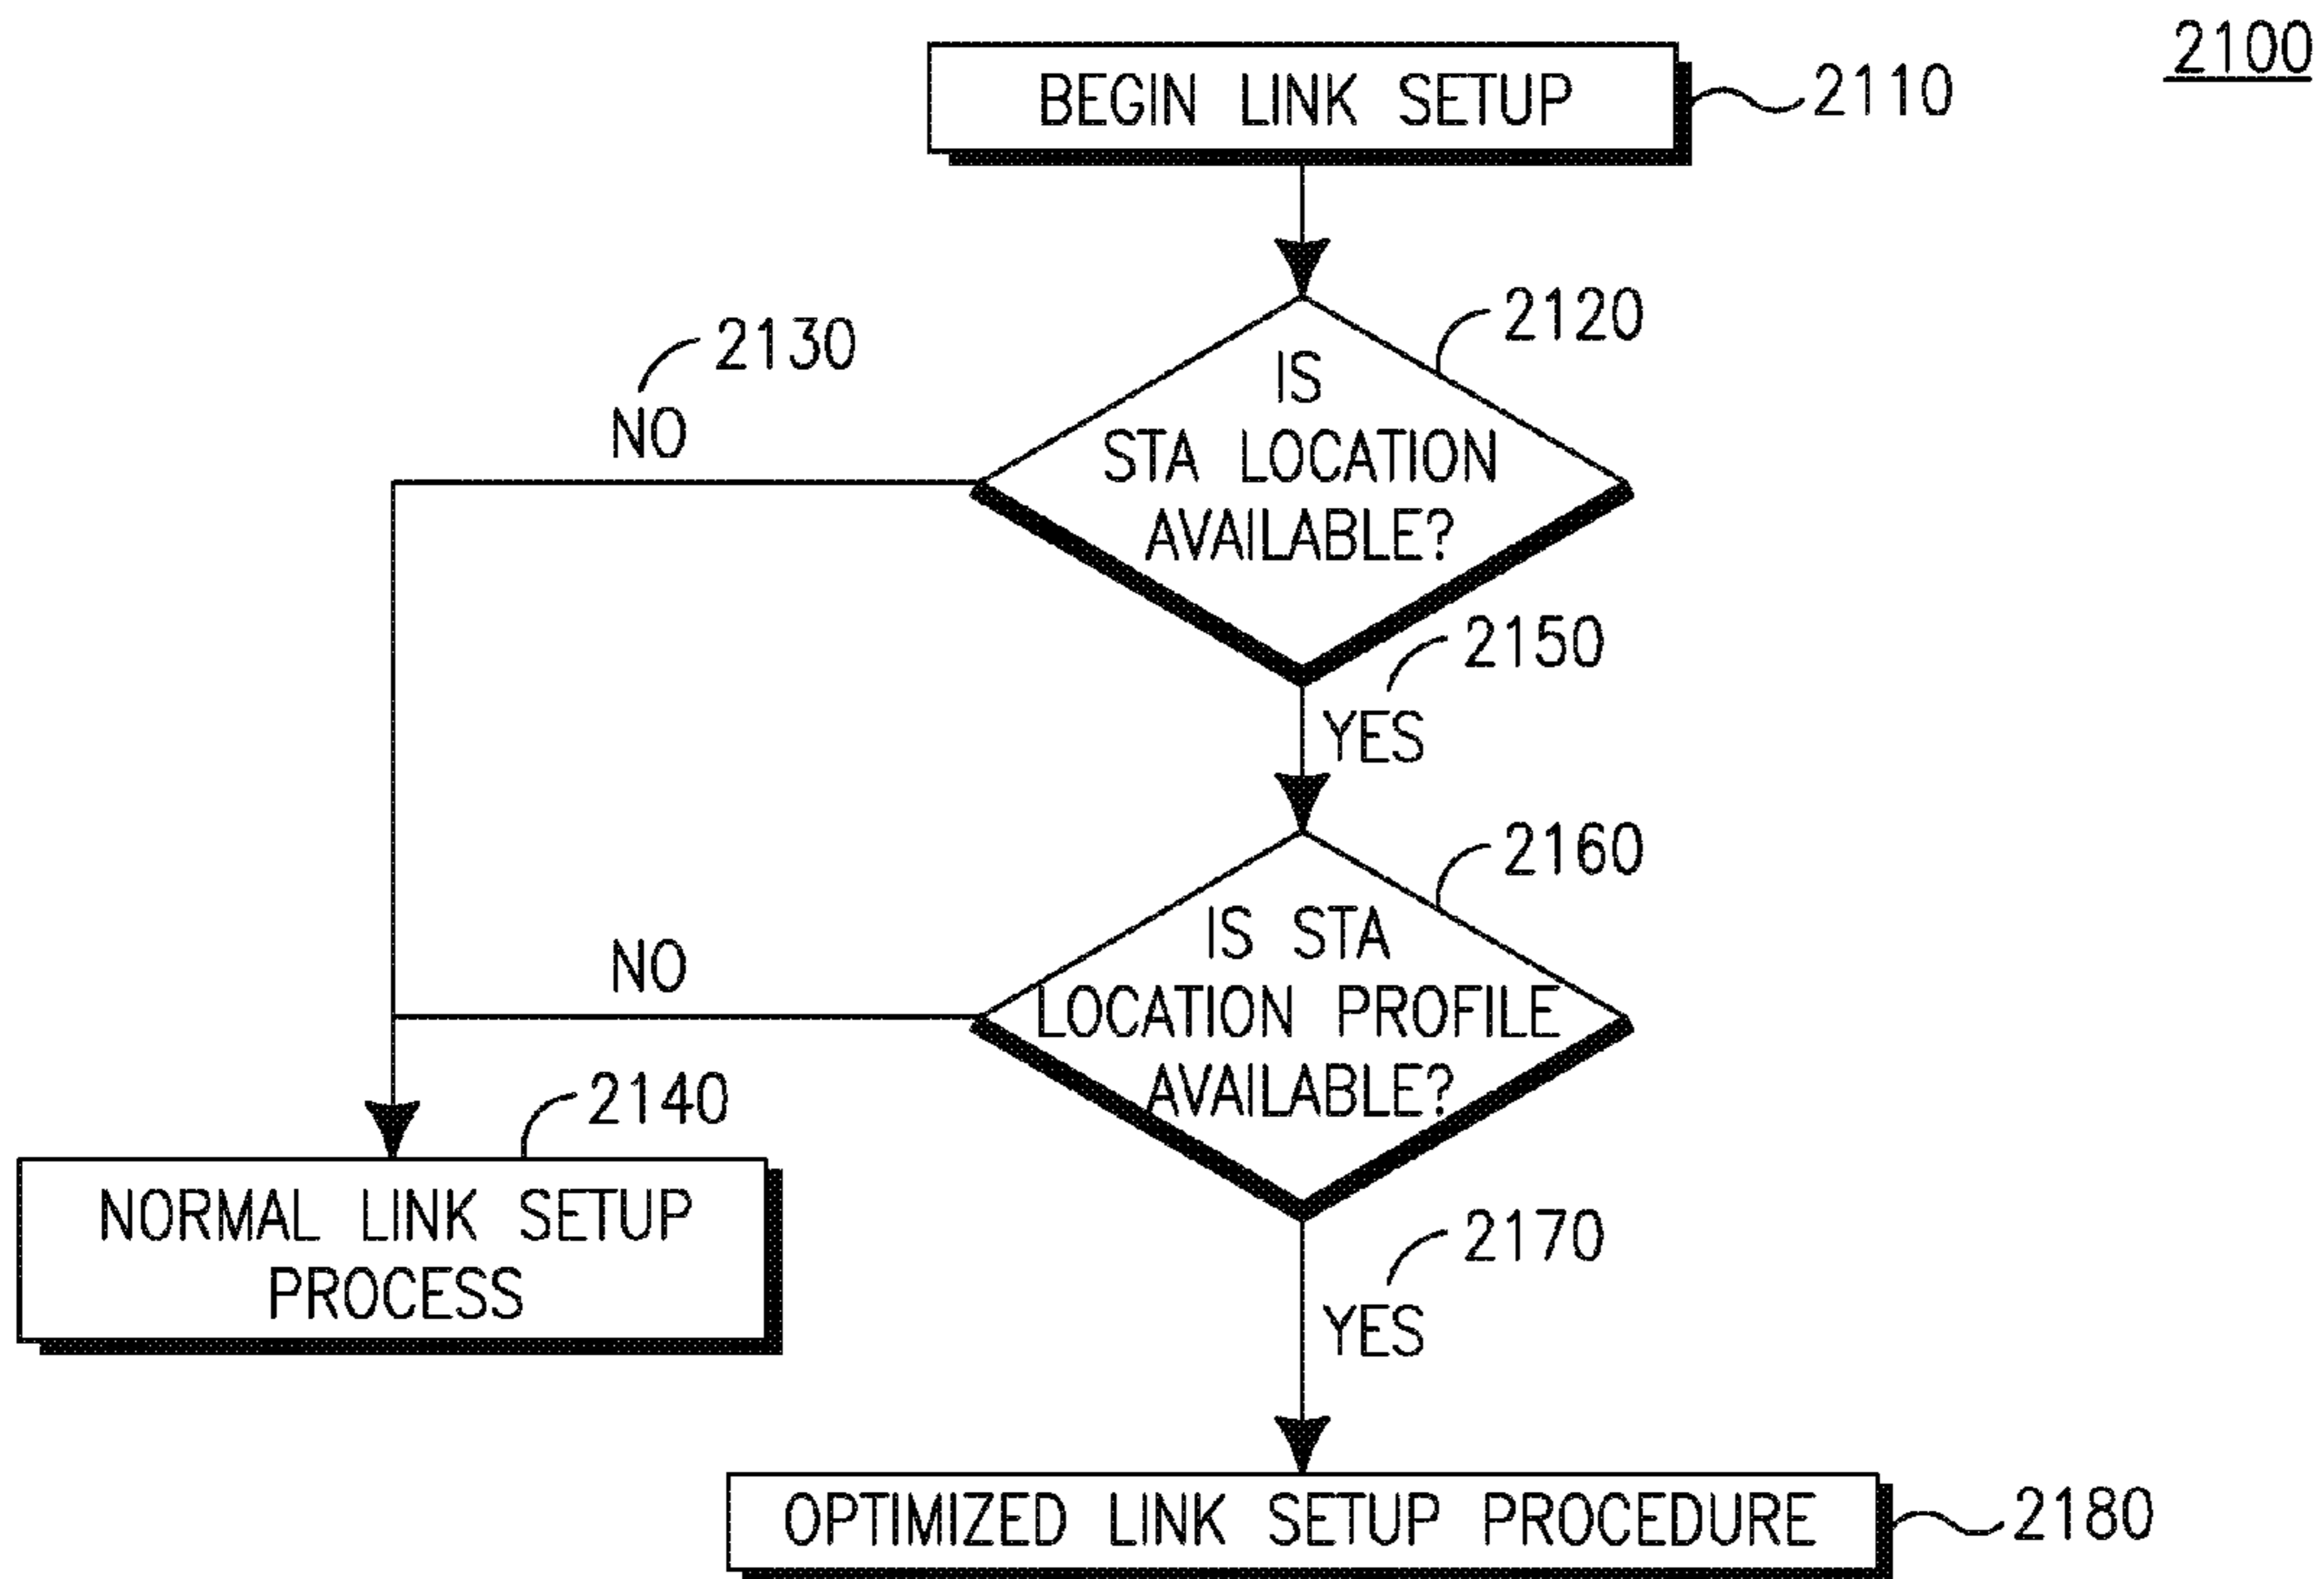 2100
BEGIN LINK SETUP
2110
2120
2130
IS
STA LOCATION
AVAILABLE?
NO
2150
YES
2160
IS STA
LOCATION PROFILE
AVAILABLE?
NO
2140
NORMAL LINK SETUP
PROCESS
2170
YES
OPTIMIZED LINK SETUP PROCEDURE
2180